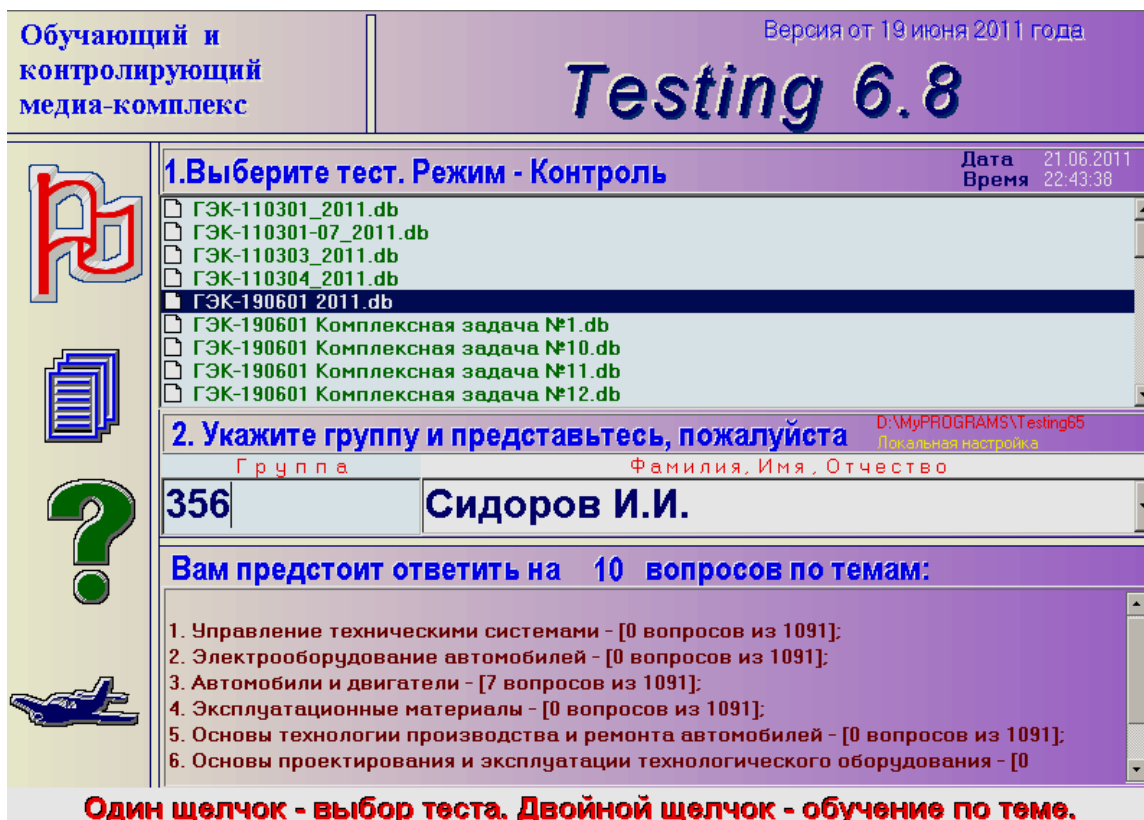 Обучающий и
контролирующий
медиа-комплекс
Версия от 19 июня 2011 года
Testing 6.8
1.Выберите тест. Режим - Контроль
Дата 21.06.2011
Время 22:43:38
ГЭК-110301_2011.db
ГЭК-110301-07_2011.db
ГЭК-110303_2011.db
ГЭК-110304_2011.db
ГЭК-190601 2011.db
ГЭК-190601 Комплексная задача №1.db
ГЭК-190601 Комплексная задача №10.db
ГЭК-190601 Комплексная задача №11.db
ГЭК-190601 Комплексная задача №12.db
2. Укажите группу и представьтесь, пожалуйста
D:\MyPROGRAMS\Testing65
Локальная настройка
Группа Фамилия, Имя, Отчество
356 Сидоров И.И.
Вам предстоит ответить на 10 вопросов по темам:
1. Управление техническими системами - [0 вопросов из 1091];
2. Электрооборудование автомобилей - [0 вопросов из 1091];
3. Автомобили и двигатели - [7 вопросов из 1091];
4. Эксплуатационные материалы - [0 вопросов из 1091];
5. Основы технологии производства и ремонта автомобилей - [0 вопросов из 1091];
6. Основы проектирования и эксплуатации технологического оборудования - [0
Один щелчок - выбор теста. Двойной щелчок - обучение по теме.